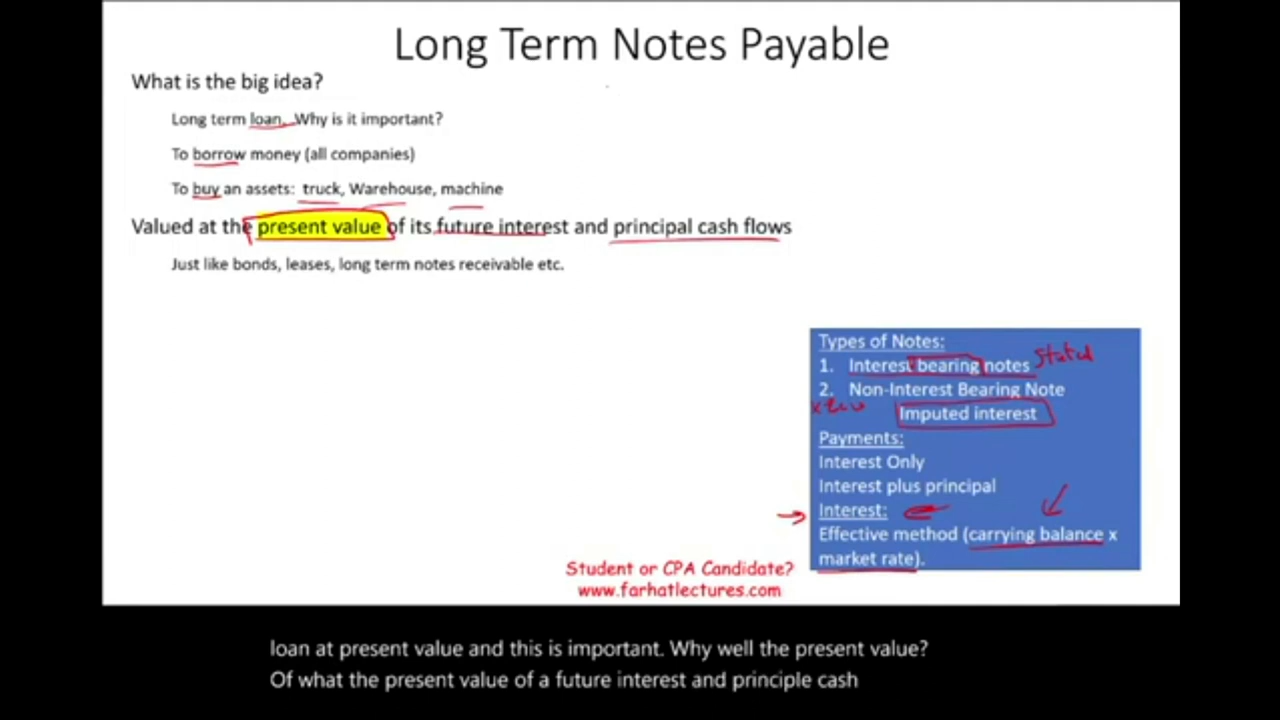 Long Term Notes Payable
What is the big idea?
Long term loan. Why is it important?
To borrow money (all companies)
To buy an assets: truck, Warehouse, machine
Valued at the present value of its future interest and principal cash flows
Just like bonds, leases, long term notes receivable etc.
Types of Notes:
1. Interest bearing notes Stated
2. Non-Interest Bearing Note
Imputed interest
Payments:
Interest Only
Interest plus principal
Interest:
Effective method (carrying balance x
market rate).
Student or CPA Candidate?
www.farhatlectures.com
loan at present value and this is important. Why well the present value?
Of what the present value of a future interest and principle cash